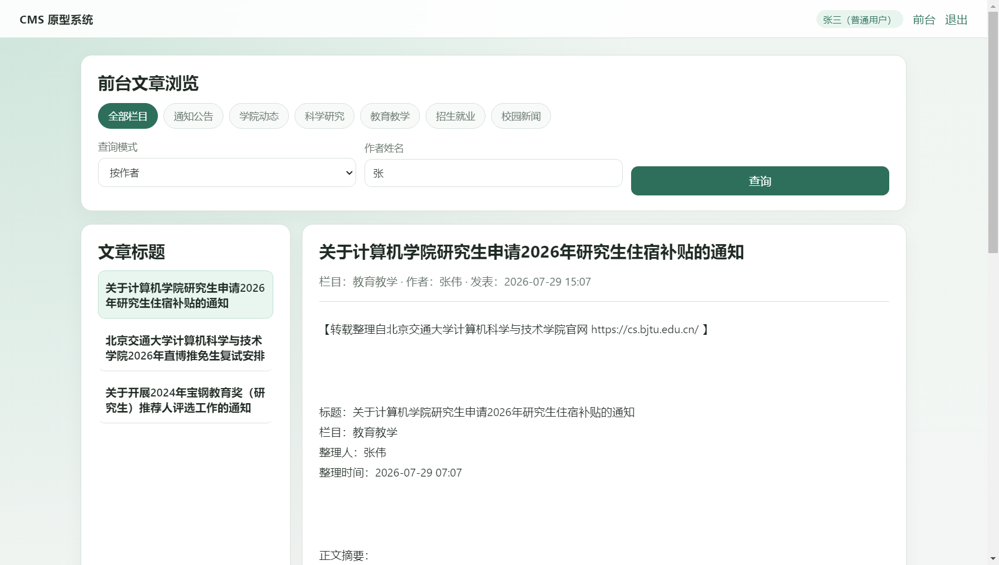 CMS 原型系统
张三（普通用户） 前台 退出
前台文章浏览
全部栏目 通知公告 学院动态 科学研究 教育教学 招生就业 校园新闻
查询模式 作者姓名
按作者 张 查询
文章标题
关于计算机学院研究生申请2026
年研究生住宿补贴的通知
北京交通大学计算机科学与技术
学院2026年直博推免生复试安排
关于开展2024年宝钢教育奖（研
究生）推荐人评选工作的通知
关于计算机学院研究生申请2026年研究生住宿补贴的通知
栏目：教育教学 · 作者：张伟 · 发表：2026-07-29 15:07
【转载整理自北京交通大学计算机科学与技术学院官网 https://cs.bjtu.edu.cn/ 】
标题：关于计算机学院研究生申请2026年研究生住宿补贴的通知
栏目：教育教学
整理人：张伟
整理时间：2026-07-29 07:07
正文摘要：